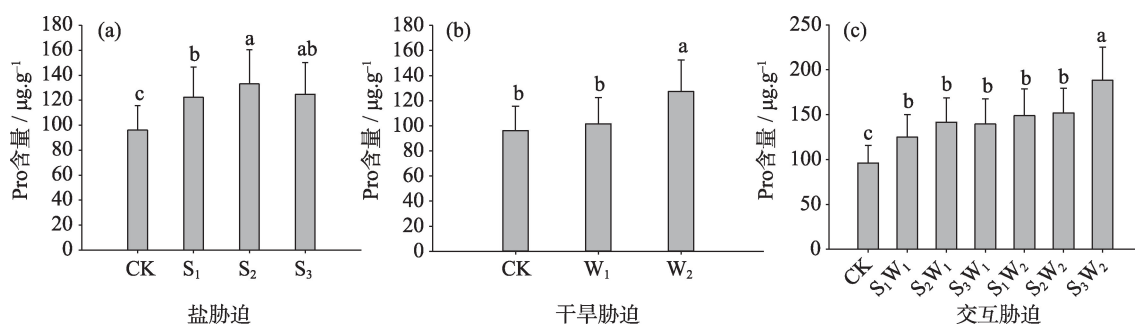 (a)
Pro含量 / μg.g⁻¹
180
160
140
120
100
80
60
40
20
0
c
b
a
ab
CK
S₁
S₂
S₃
盐胁迫
(b)
Pro含量 / μg.g⁻¹
180
160
140
120
100
80
60
40
20
0
b
b
a
CK
W₁
W₂
干旱胁迫
(c)
Pro含量 / μg.g⁻¹
250
200
150
100
50
0
c
b
b
b
b
b
a
CK
S₁W₁
S₂W₁
S₃W₁
S₁W₂
S₂W₂
S₃W₂
交互胁迫